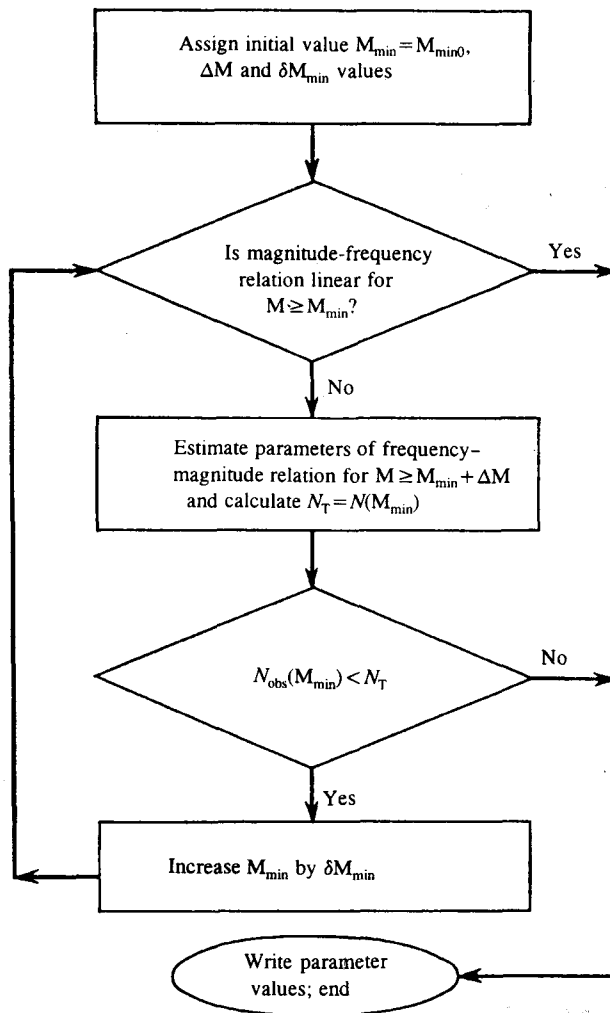 Assign initial value M_min = M_min0,
ΔM and δM_min values
Is magnitude-frequency
relation linear for
M ≥ M_min?
Yes
No
Estimate parameters of frequency–
magnitude relation for M ≥ M_min + ΔM
and calculate N_T = N(M_min)
N_obs(M_min) < N_T
No
Yes
Increase M_min by δM_min
Write parameter
values; end